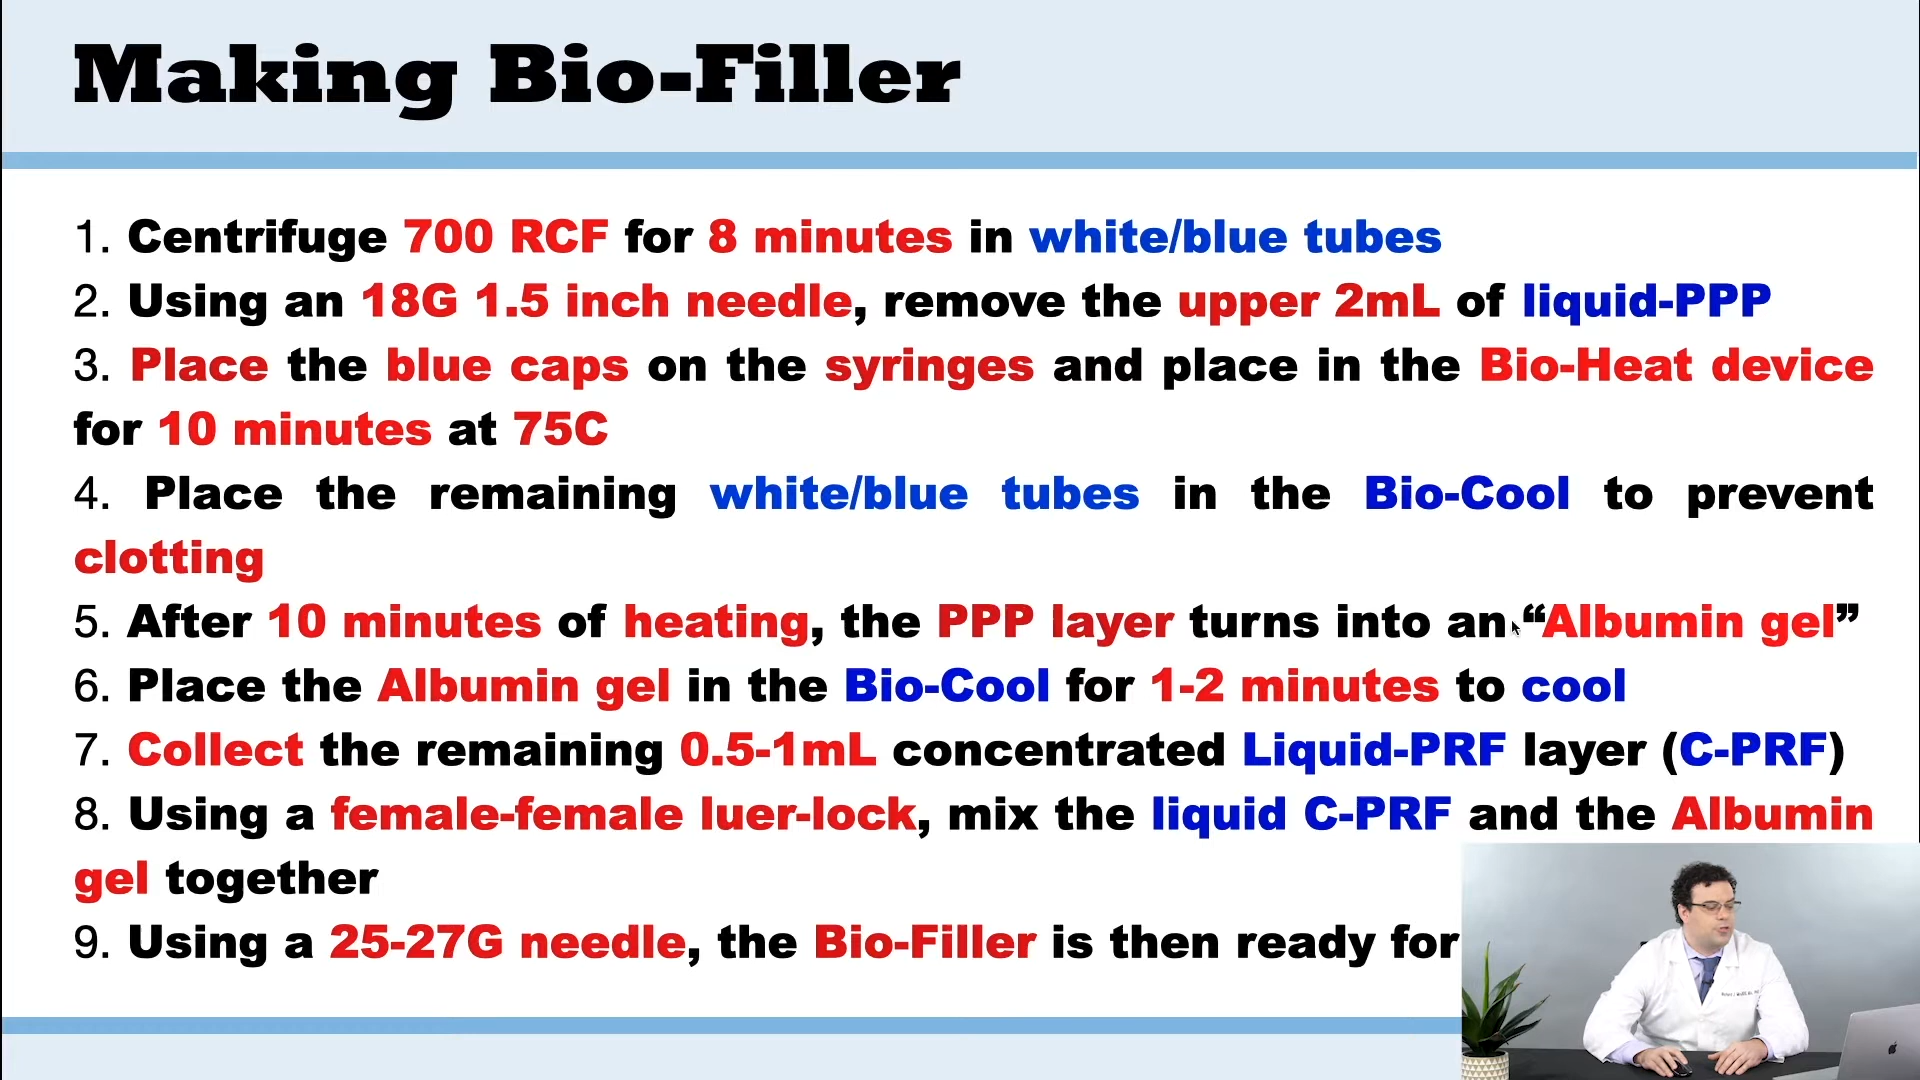 Making Bio-Filler
1. Centrifuge 700 RCF for 8 minutes in white/blue tubes
2. Using an 18G 1.5 inch needle, remove the upper 2mL of liquid-PPP
3. Place the blue caps on the syringes and place in the Bio-Heat device
for 10 minutes at 75C
4. Place the remaining white/blue tubes in the Bio-Cool to prevent
clotting
5. After 10 minutes of heating, the PPP layer turns into an “Albumin gel”
6. Place the Albumin gel in the Bio-Cool for 1-2 minutes to cool
7. Collect the remaining 0.5-1mL concentrated Liquid-PRF layer (C-PRF)
8. Using a female-female luer-lock, mix the liquid C-PRF and the Albumin
gel together
9. Using a 25-27G needle, the Bio-Filler is then ready for